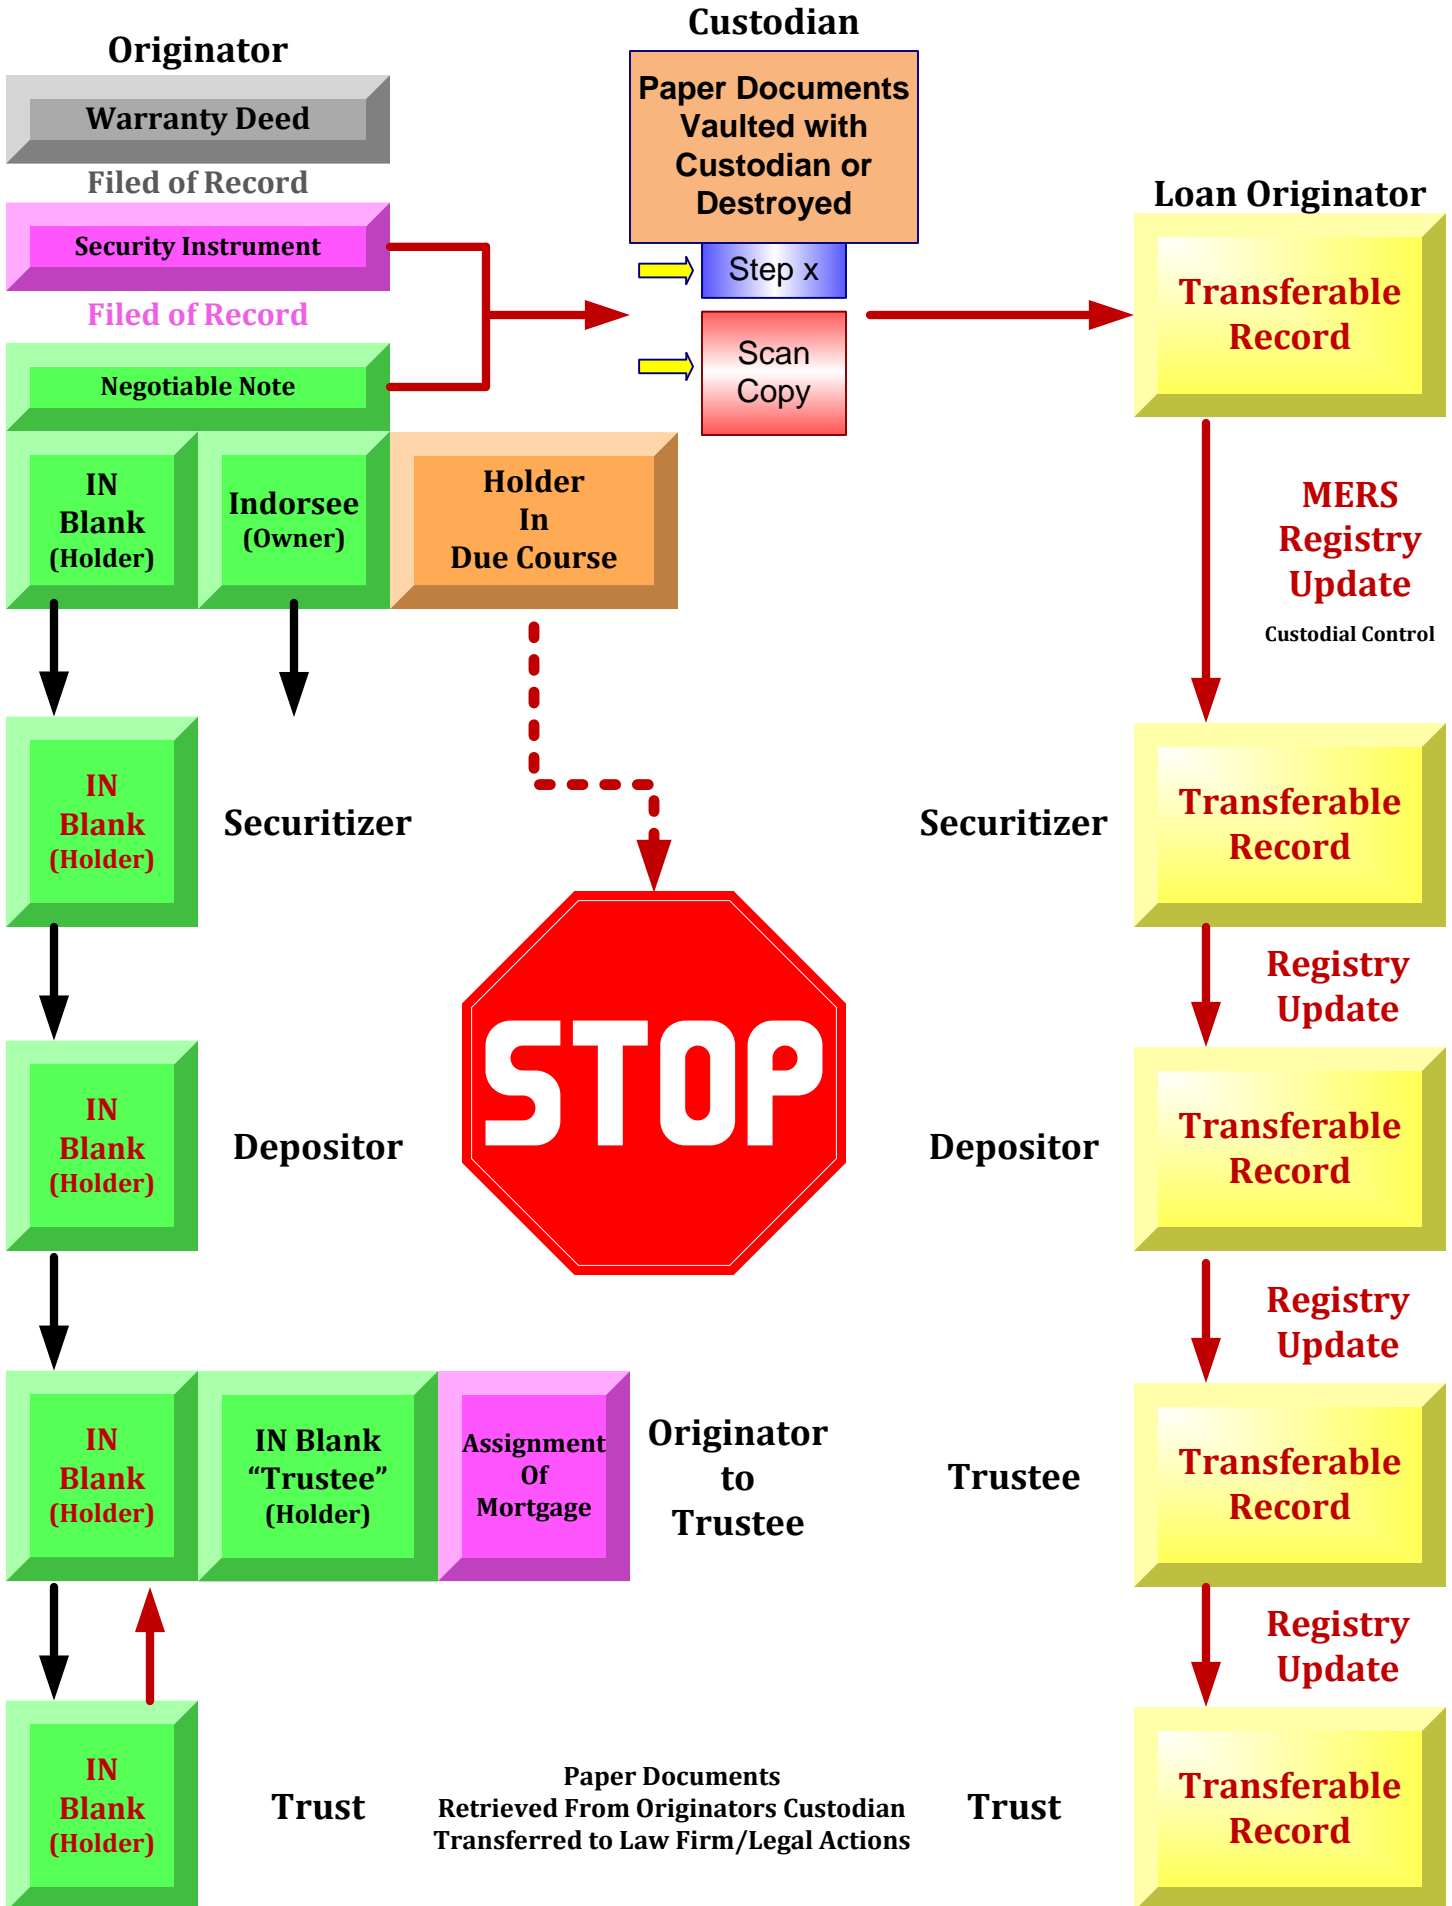 Originator
Warranty Deed
Filed of Record
Security Instrument
Filed of Record
Negotiable Note
IN
Blank
(Holder)
Indorsee
(Owner)
Holder
In
Due Course
Custodian
Paper Documents
Vaulted with
Custodian or
Destroyed
Step x
Scan
Copy
Loan Originator
Transferable
Record
MERS
Registry
Update
Custodial Control
IN
Blank
(Holder)
Securitizer
STOP
Securitizer
Transferable
Record
Registry
Update
IN
Blank
(Holder)
Depositor
Depositor
Transferable
Record
Registry
Update
IN
Blank
(Holder)
IN Blank
“Trustee”
(Holder)
Assignment
Of
Mortgage
Originator
to
Trustee
Trustee
Transferable
Record
Registry
Update
IN
Blank
(Holder)
Trust
Paper Documents
Retrieved From Originators Custodian
Transferred to Law Firm/Legal Actions
Trust
Transferable
Record